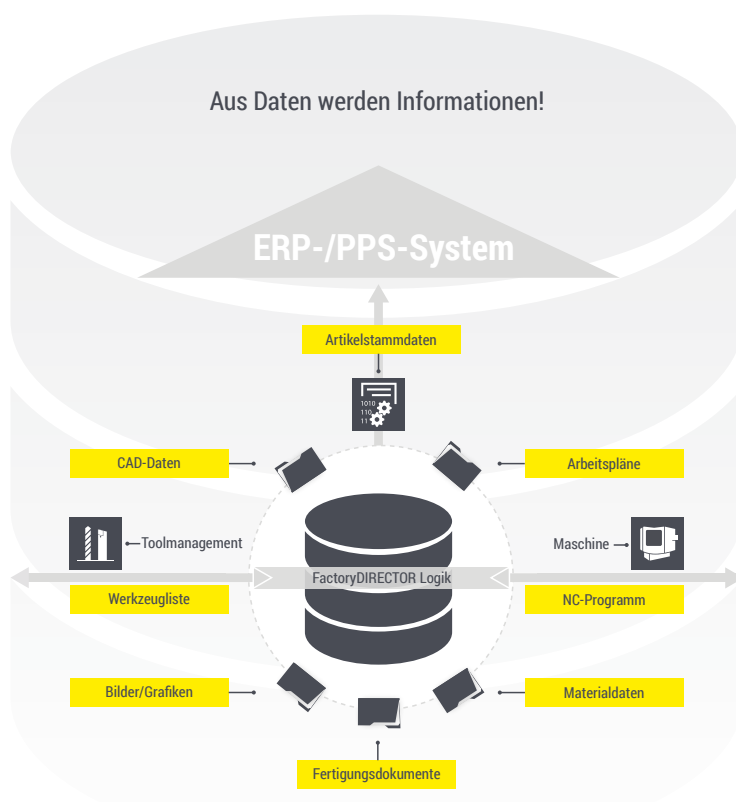 Aus Daten werden Informationen!
ERP-/PPS-System
Artikelstammdaten
1010
110
11
CAD-Daten
Arbeitspläne
Toolmanagement
Maschine
FactoryDIRECTOR Logik
Werkzeugliste
NC-Programm
Bilder/Grafiken
Materialdaten
Fertigungsdokumente